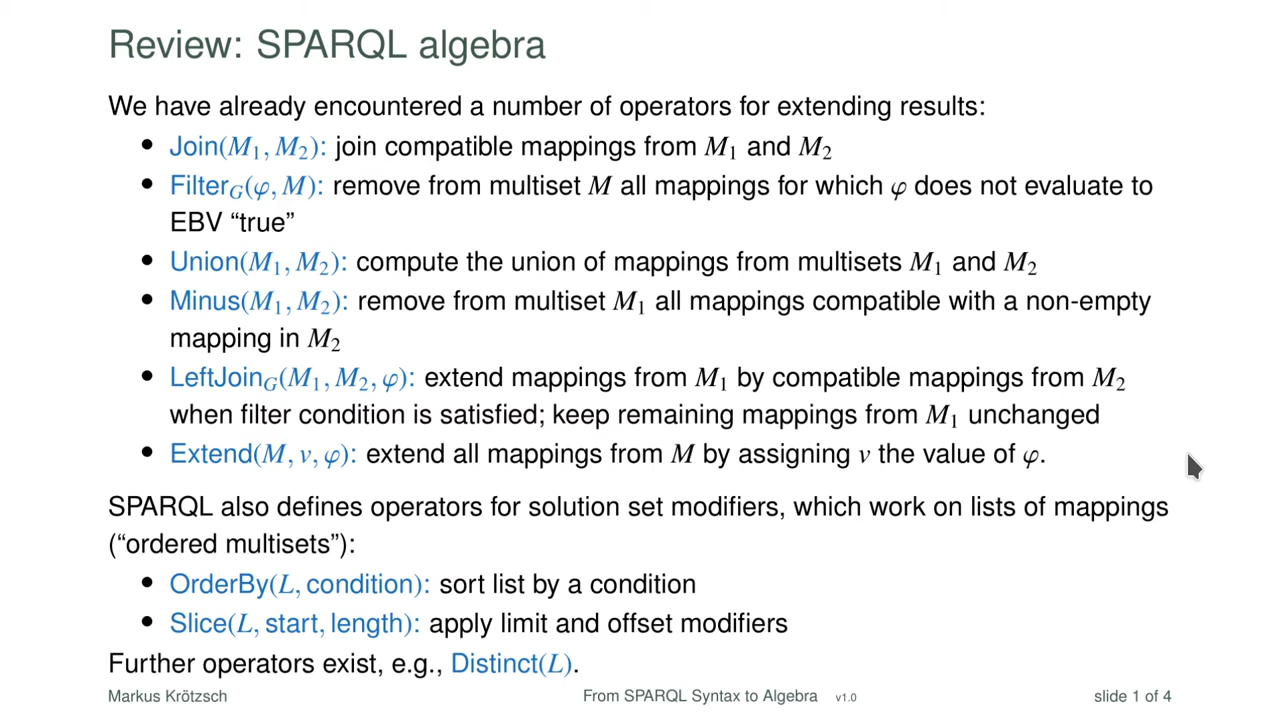 Review: SPARQL algebra
We have already encountered a number of operators for extending results:
• Join(M₁, M₂): join compatible mappings from M₁ and M₂
• Filter_G(φ, M): remove from multiset M all mappings for which φ does not evaluate to
EBV “true”
• Union(M₁, M₂): compute the union of mappings from multisets M₁ and M₂
• Minus(M₁, M₂): remove from multiset M₁ all mappings compatible with a non-empty
mapping in M₂
• LeftJoin_G(M₁, M₂, φ): extend mappings from M₁ by compatible mappings from M₂
when filter condition is satisfied; keep remaining mappings from M₁ unchanged
• Extend(M, v, φ): extend all mappings from M by assigning v the value of φ.
SPARQL also defines operators for solution set modifiers, which work on lists of mappings
(“ordered multisets”):
• OrderBy(L, condition): sort list by a condition
• Slice(L, start, length): apply limit and offset modifiers
Further operators exist, e.g., Distinct(L).
Markus Krötzsch From SPARQL Syntax to Algebra v1.0 slide 1 of 4